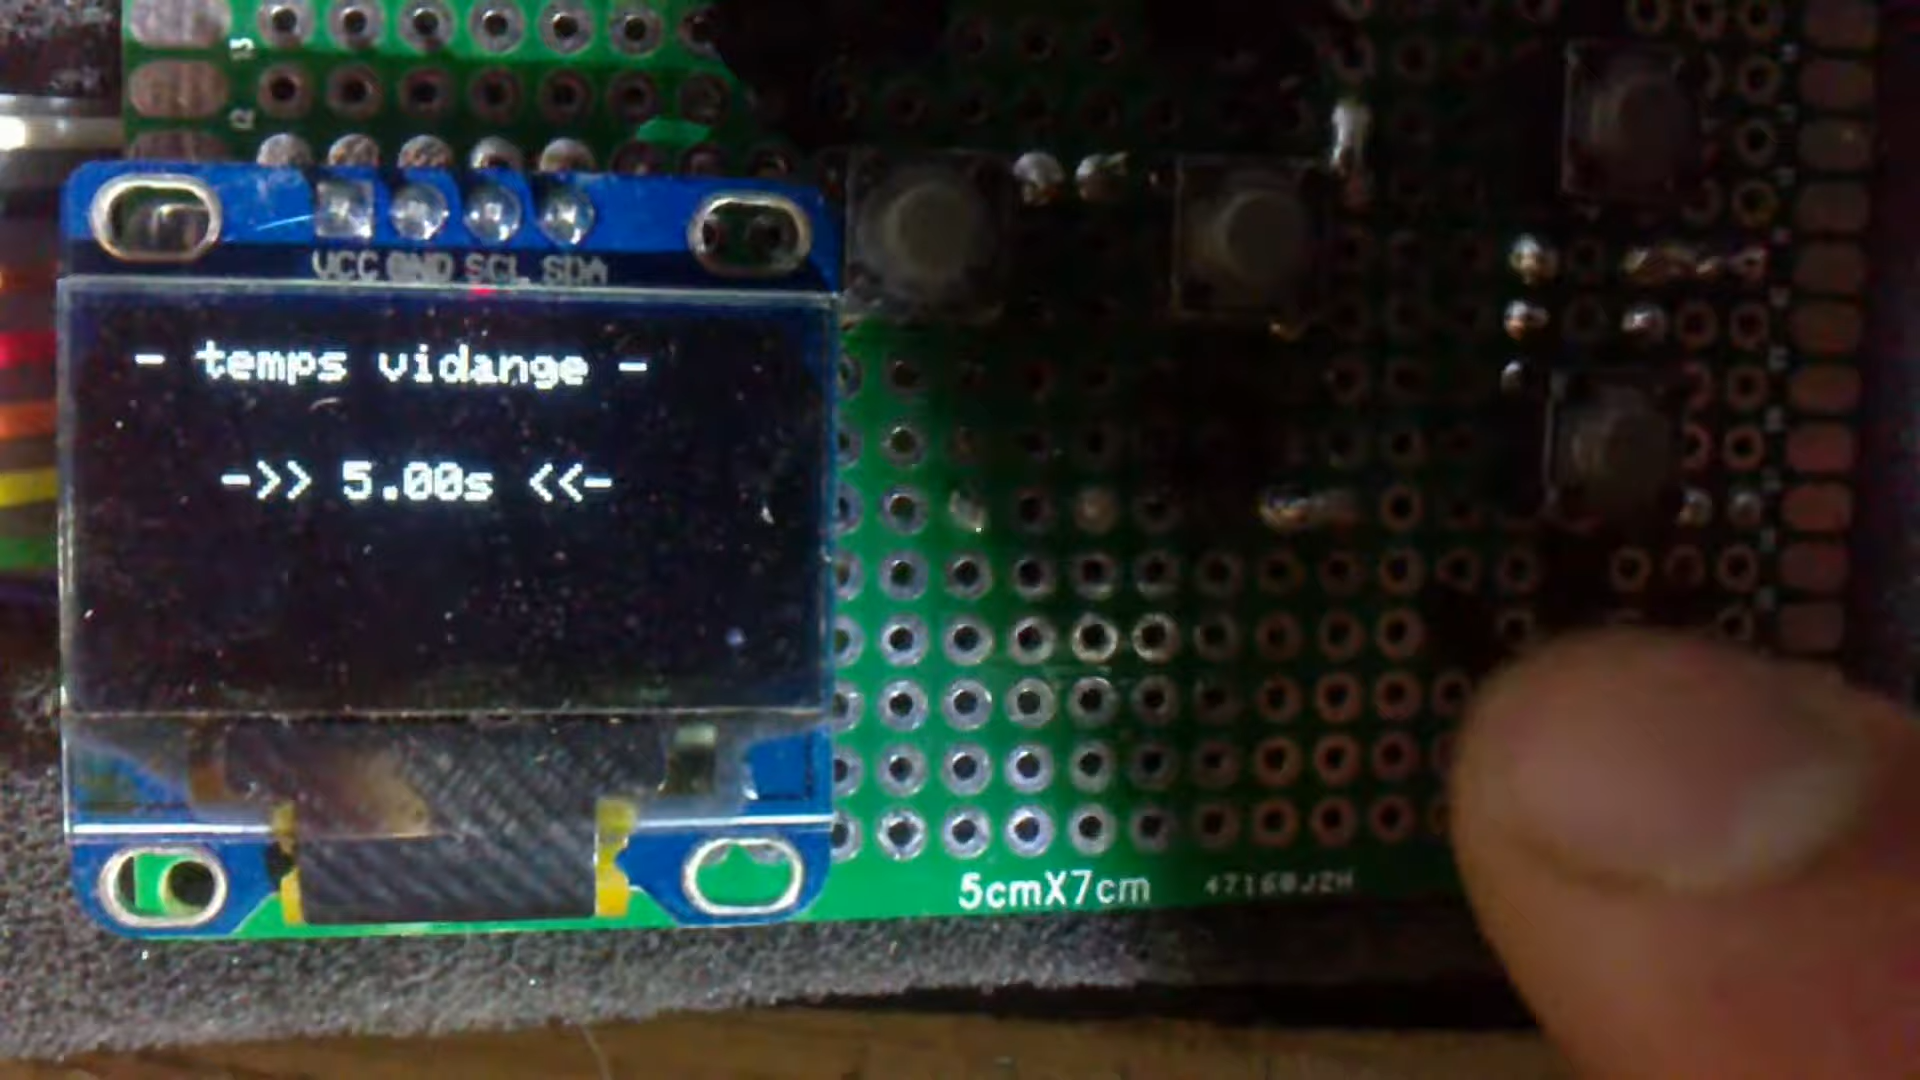 VCC GND SCL SDA
- temps vidange -
->> 5.00s <<-
5cmX7cm